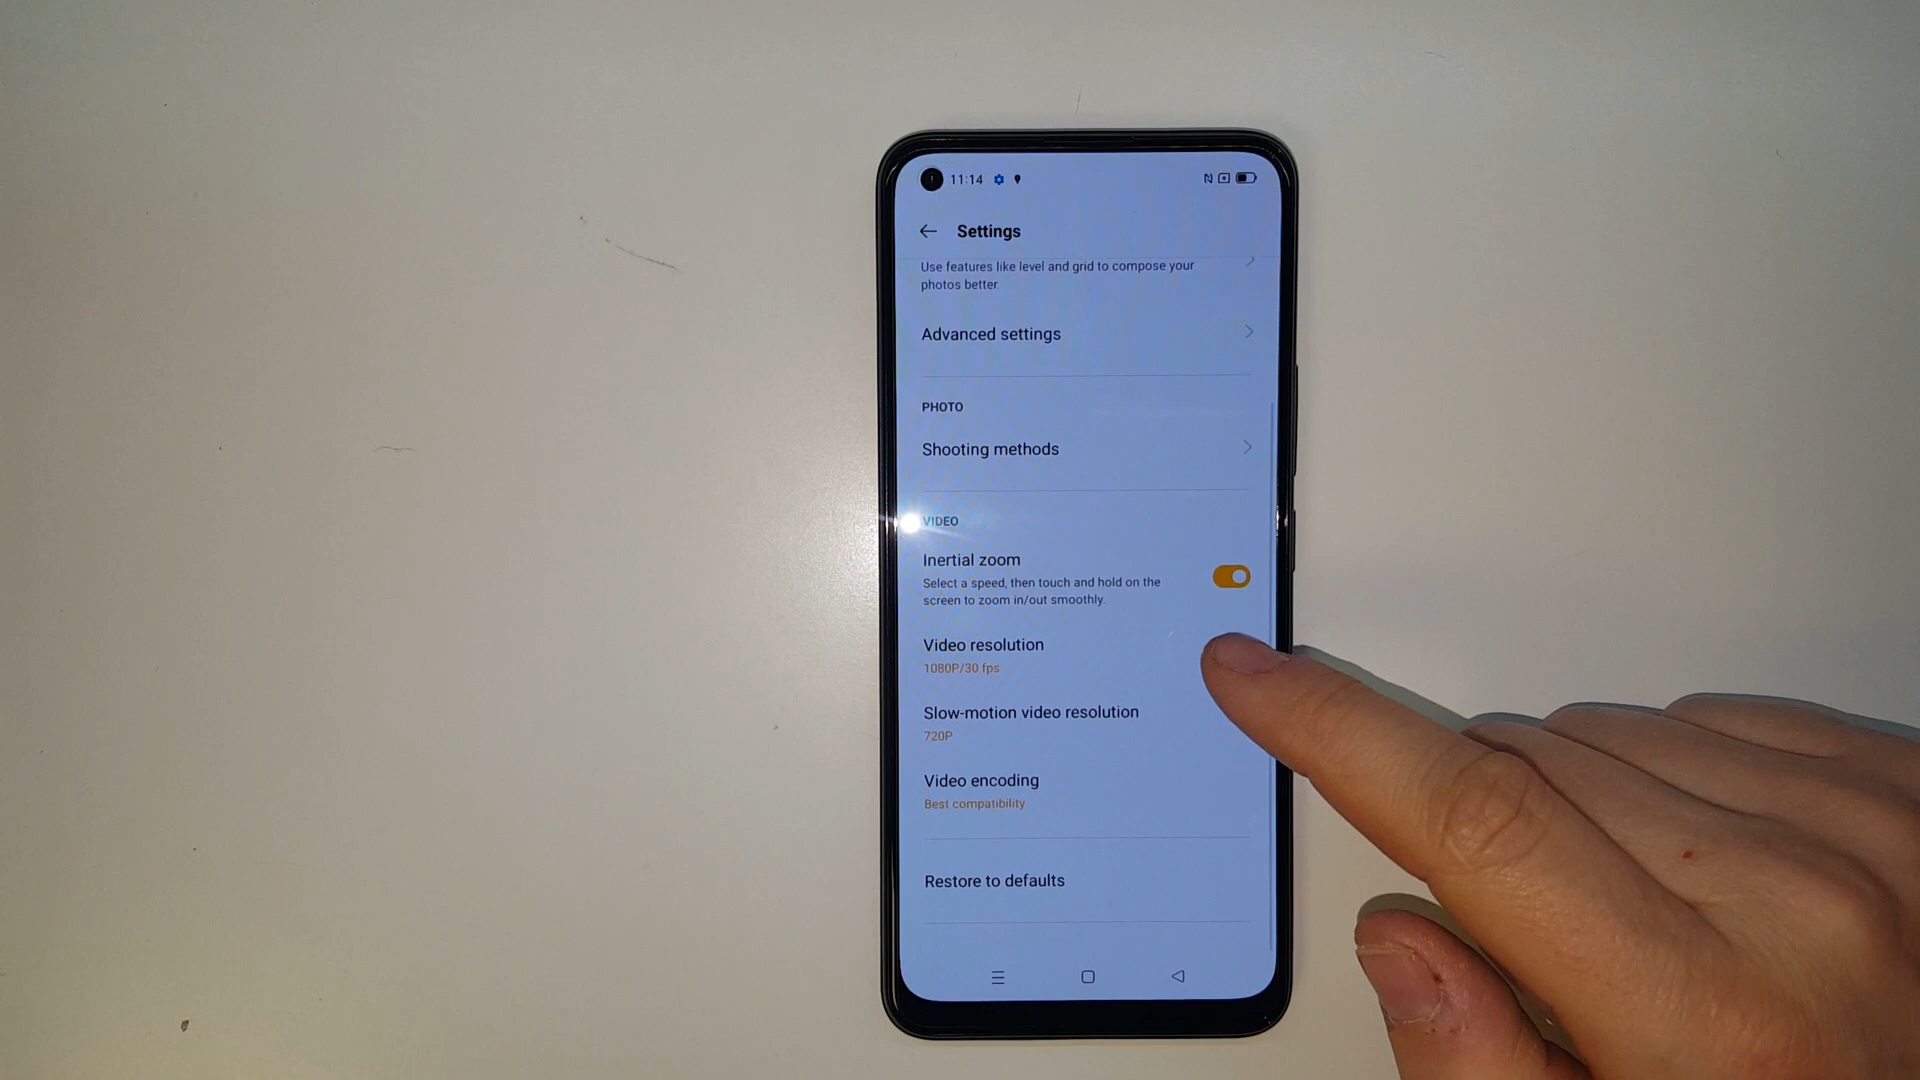 11:14
Settings
Use features like level and grid to compose your
photos better.
Advanced settings
PHOTO
Shooting methods
VIDEO
Inertial zoom
Select a speed, then touch and hold on the
screen to zoom in/out smoothly.
Video resolution
1080P/30 fps
Slow-motion video resolution
720P
Video encoding
Best compatibility
Restore to defaults